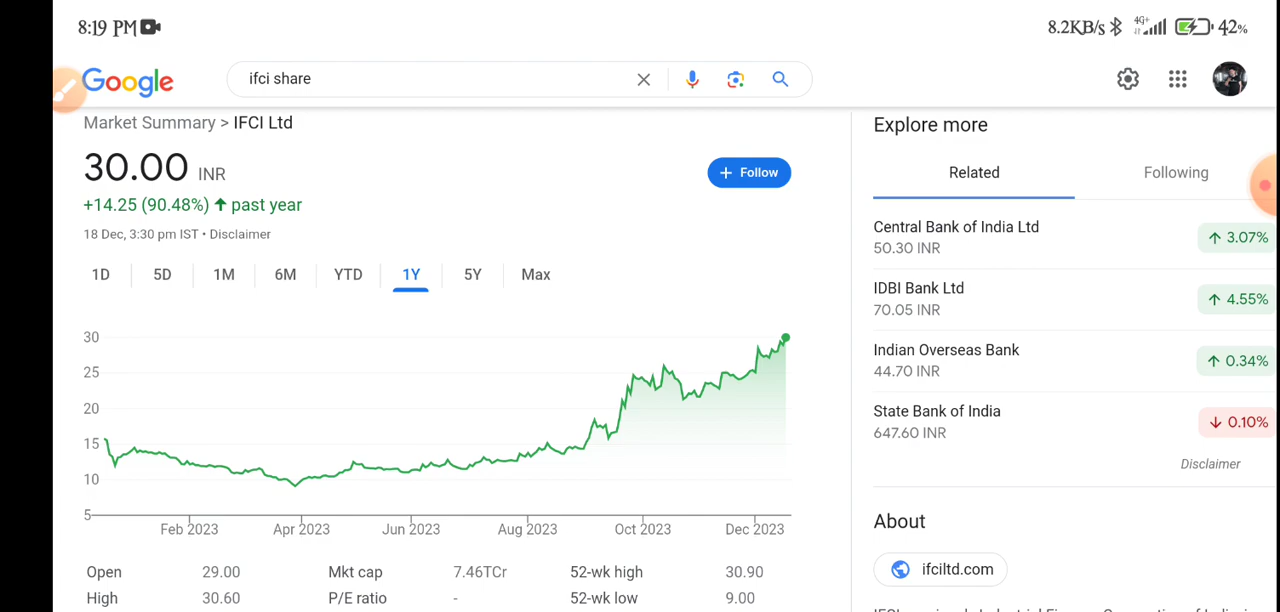 8:19 PM
8.2KB/s 4G+ 42%
Google
ifci share
Market Summary > IFCI Ltd
30.00 INR
+ Follow
+14.25 (90.48%) ↑ past year
18 Dec, 3:30 pm IST • Disclaimer
1D 5D 1M 6M YTD 1Y 5Y Max
30
25
20
15
10
5
Feb 2023 Apr 2023 Jun 2023 Aug 2023 Oct 2023 Dec 2023
Open 29.00 Mkt cap 7.46TCr 52-wk high 30.90
High 30.60 P/E ratio - 52-wk low 9.00
Explore more
Related Following
Central Bank of India Ltd
50.30 INR ↑ 3.07%
IDBI Bank Ltd
70.05 INR ↑ 4.55%
Indian Overseas Bank
44.70 INR ↑ 0.34%
State Bank of India
647.60 INR ↓ 0.10%
Disclaimer
About
ifciltd.com